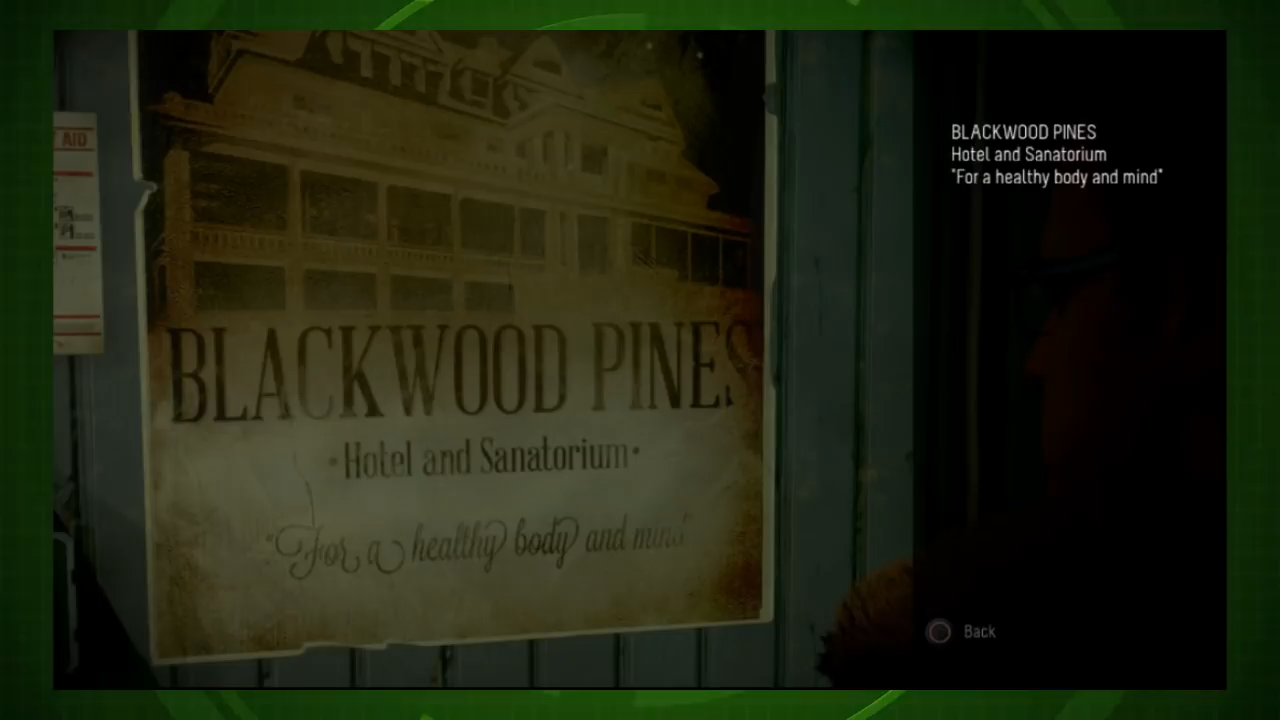 AID
BLACKWOOD PINES
·Hotel and Sanatorium·
"For a healthy body and mind"
BLACKWOOD PINES
Hotel and Sanatorium
"For a healthy body and mind"
Back